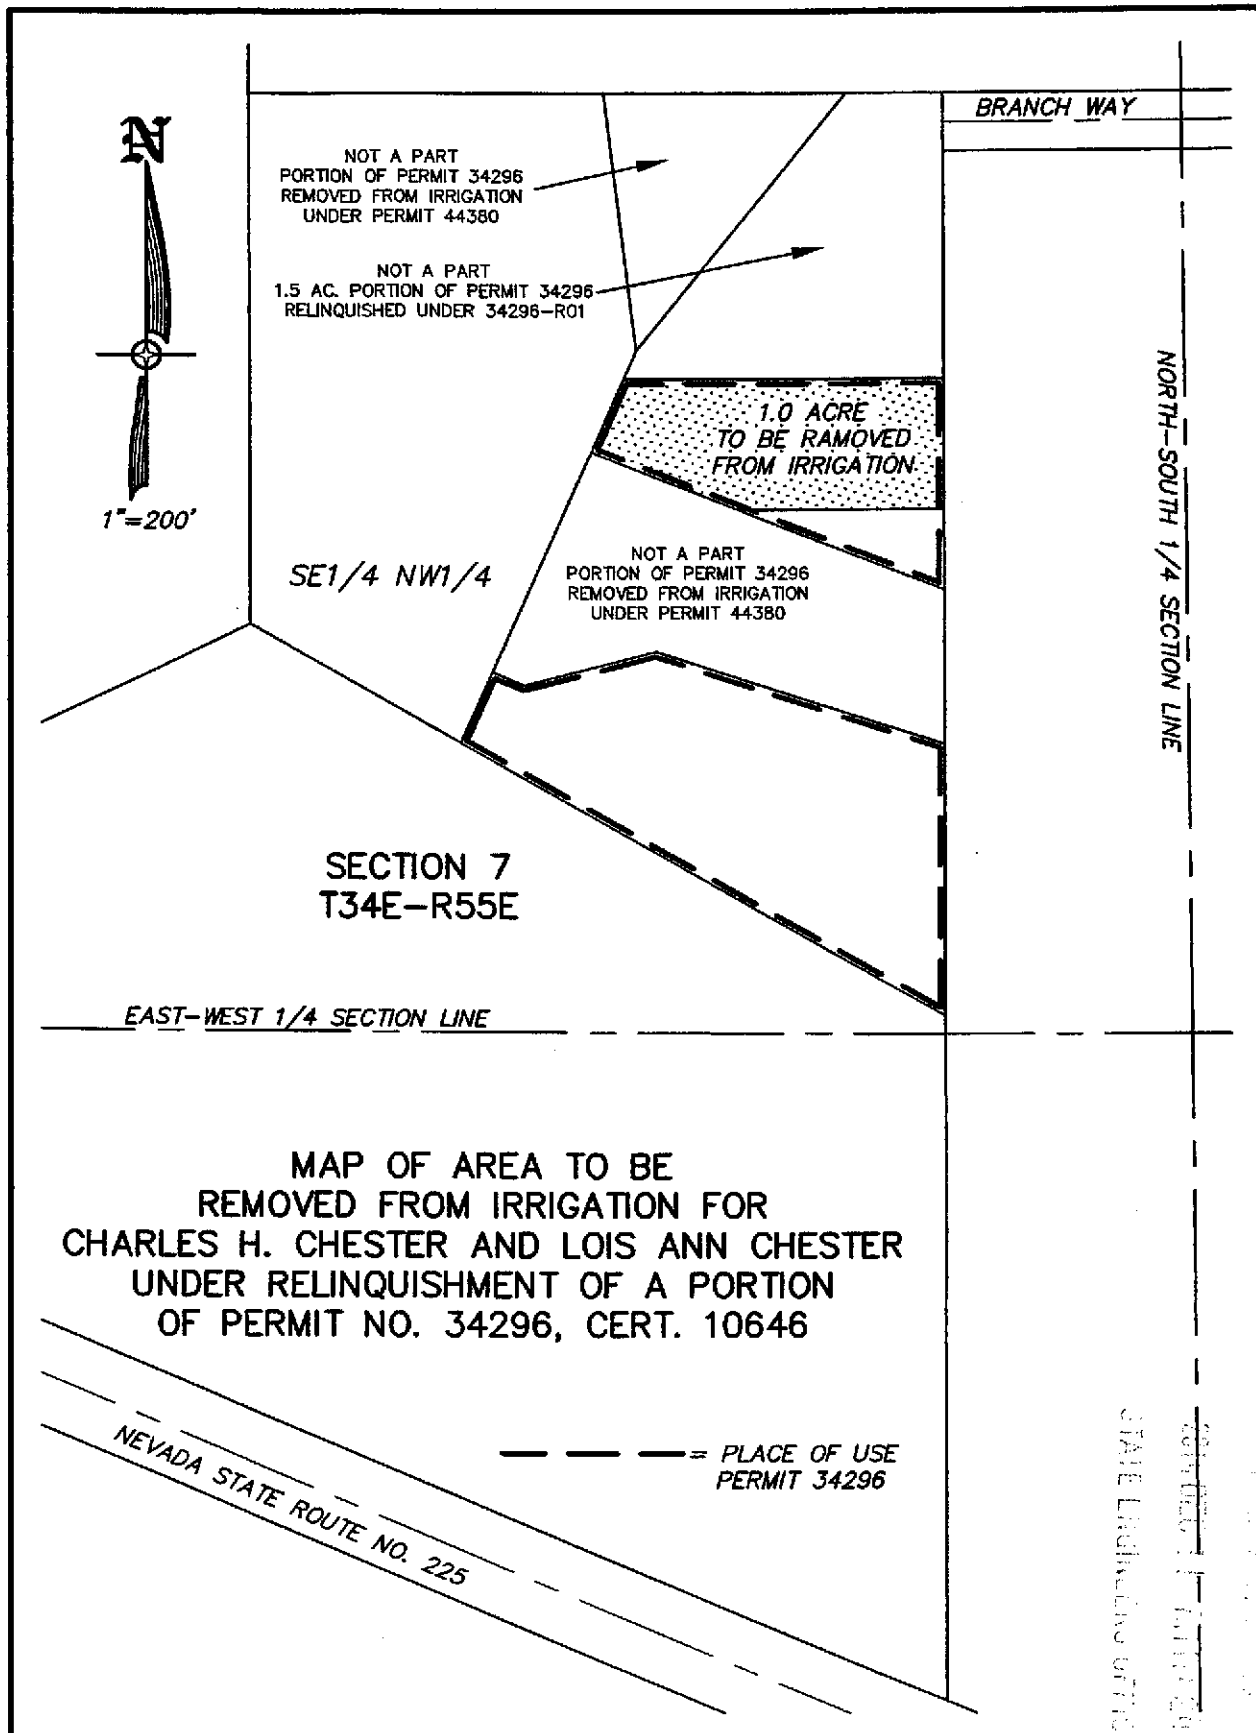 BRANCH WAY
N
NOT A PART
PORTION OF PERMIT 34296
REMOVED FROM IRRIGATION
UNDER PERMIT 44380
NOT A PART
1.5 AC. PORTION OF PERMIT 34296
RELINQUISHED UNDER 34296-R01
1"=200'
1.0 ACRE
TO BE RAMOVED
FROM IRRIGATION
NORTH-SOUTH 1/4 SECTION LINE
SE1/4 NW1/4
NOT A PART
PORTION OF PERMIT 34296
REMOVED FROM IRRIGATION
UNDER PERMIT 44380
SECTION 7
T34E-R55E
EAST-WEST 1/4 SECTION LINE
MAP OF AREA TO BE
REMOVED FROM IRRIGATION FOR
CHARLES H. CHESTER AND LOIS ANN CHESTER
UNDER RELINQUISHMENT OF A PORTION
OF PERMIT NO. 34296, CERT. 10646
= PLACE OF USE
PERMIT 34296
NEVADA STATE ROUTE NO. 225
STATE